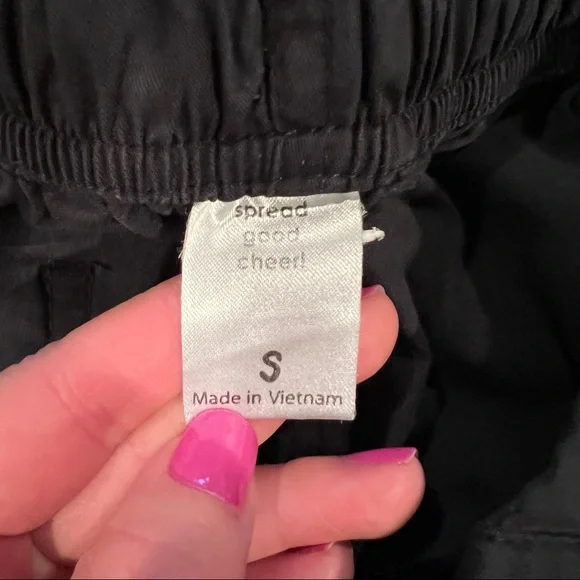 spread
good
cheer!
S
Made in Vietnam